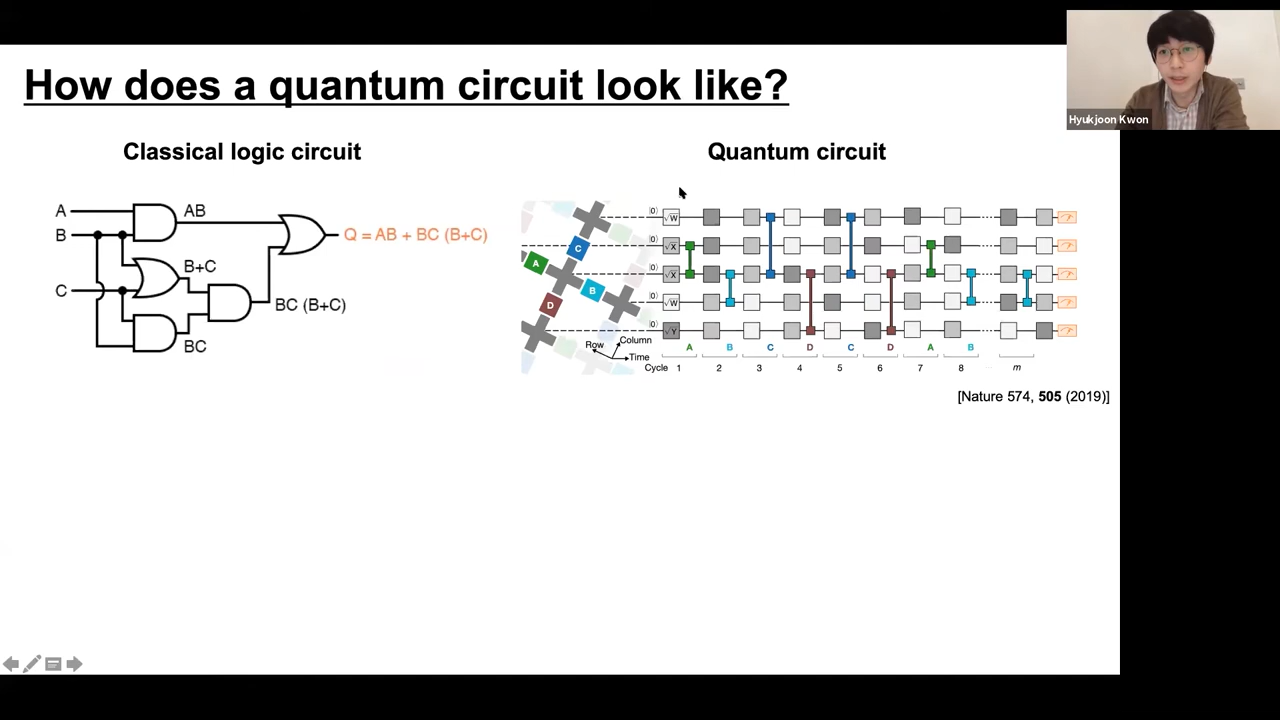 How does a quantum circuit look like?
Hyukjoon Kwon
Classical logic circuit
Quantum circuit
A
B
C
AB
B+C
BC
BC (B+C)
Q = AB + BC (B+C)
A
B
C
D
Row
Column
Time
|0⟩ √W
|0⟩ √X
|0⟩ √X
|0⟩ √W
|0⟩ √Y
A B C D C D A B
Cycle 1 2 3 4 5 6 7 8 ... m
[Nature 574, 505 (2019)]